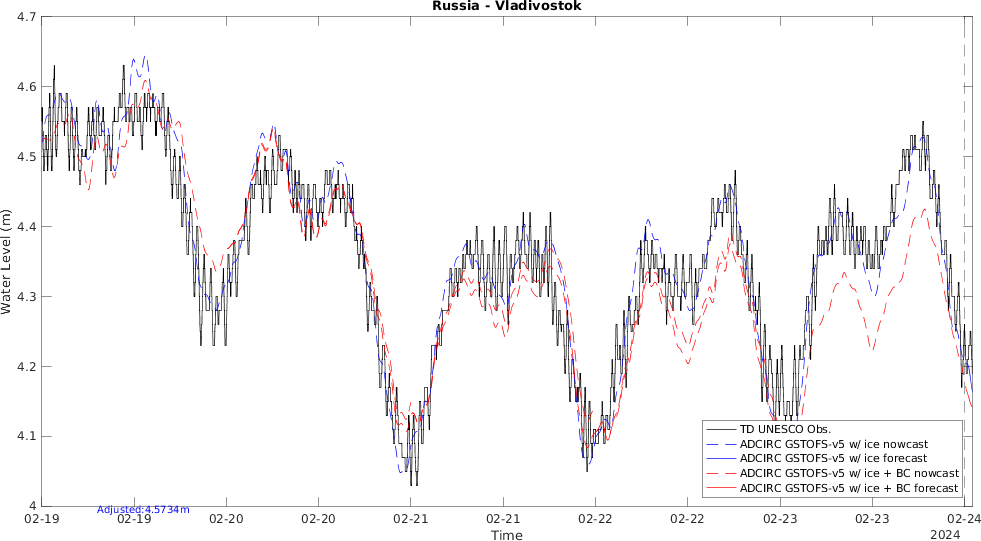 Russia - Vladivostok
4.7
4.6
4.5
4.4
4.3
4.2
4.1
4
Water Level (m)
TD UNESCO Obs.
ADCIRC GSTOFS-v5 w/ ice nowcast
ADCIRC GSTOFS-v5 w/ ice forecast
ADCIRC GSTOFS-v5 w/ ice + BC nowcast
ADCIRC GSTOFS-v5 w/ ice + BC forecast
Adjusted:4.5734m
02-19 02-19 02-20 02-20 02-21 02-21 02-22 02-22 02-23 02-23 02-24
Time
2024